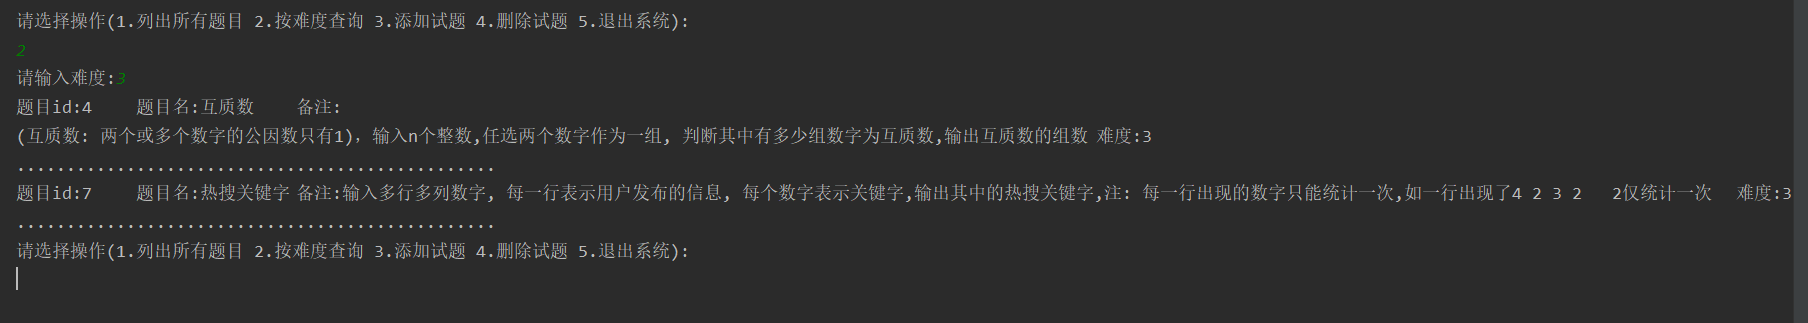 请选择操作(1.列出所有题目 2.按难度查询 3.添加试题 4.删除试题 5.退出系统):
2
请输入难度:3
题目id:4    题目名:互质数    备注:
(互质数: 两个或多个数字的公因数只有1)，输入n个整数,任选两个数字作为一组, 判断其中有多少组数字为互质数,输出互质数的组数 难度:3
................................................
题目id:7    题目名:热搜关键字 备注:输入多行多列数字, 每一行表示用户发布的信息, 每个数字表示关键字,输出其中的热搜关键字,注: 每一行出现的数字只能统计一次,如一行出现了4 2 3 2   2仅统计一次  难度:3
................................................
请选择操作(1.列出所有题目 2.按难度查询 3.添加试题 4.删除试题 5.退出系统):